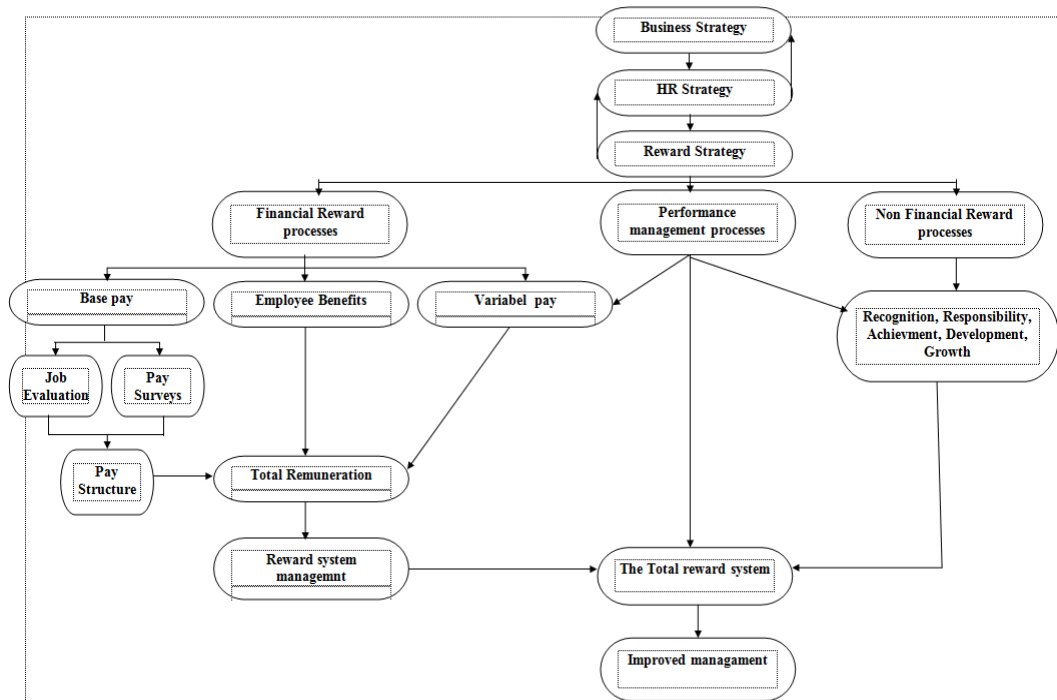 Business Strategy
HR Strategy
Reward Strategy
Financial Reward
processes
Performance
management processes
Non Financial Reward
processes
Base pay
Employee Benefits
Variabel pay
Recognition, Responsibility,
Achievment, Development,
Growth
Job
Evaluation
Pay
Surveys
Pay
Structure
Total Remuneration
Reward system
managemnt
The Total reward system
Improved managament